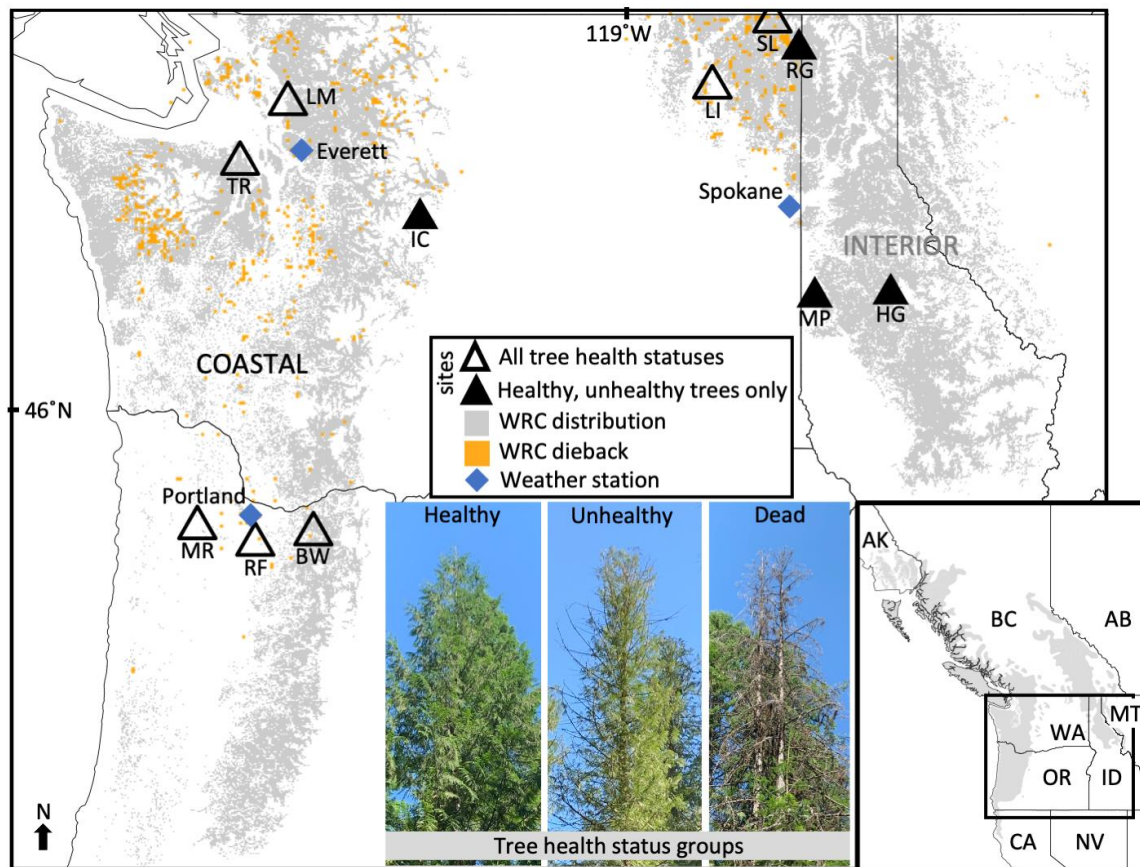 119°W
SL
RG
LI
LM
Everett
TR
IC
Spokane
INTERIOR
MP
HG
COASTAL
46°N
sites
All tree health statuses
Healthy, unhealthy trees only
WRC distribution
WRC dieback
Weather station
Portland
MR
RF
BW
Healthy
Unhealthy
Dead
Tree health status groups
N
AK
BC
AB
WA
MT
OR
ID
CA
NV